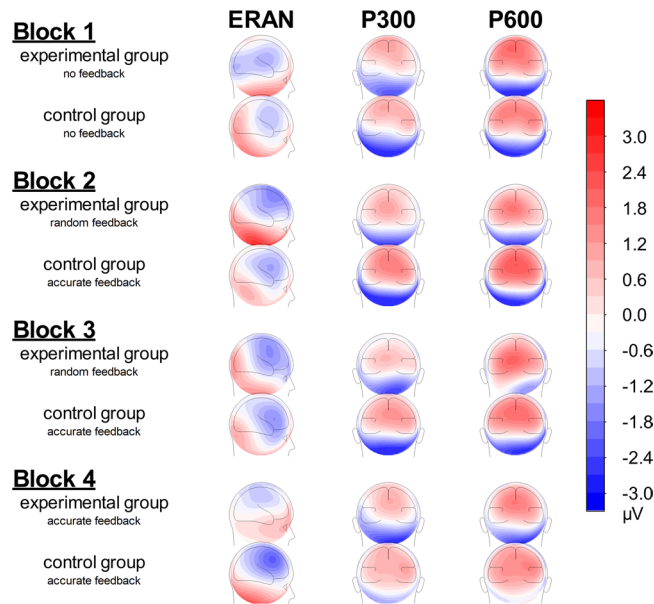 ERAN P300 P600
Block 1
experimental group
no feedback
control group
no feedback
Block 2
experimental group
random feedback
control group
accurate feedback
Block 3
experimental group
random feedback
control group
accurate feedback
Block 4
experimental group
accurate feedback
control group
accurate feedback
3.0
2.4
1.8
1.2
0.6
0.0
-0.6
-1.2
-1.8
-2.4
-3.0
µV